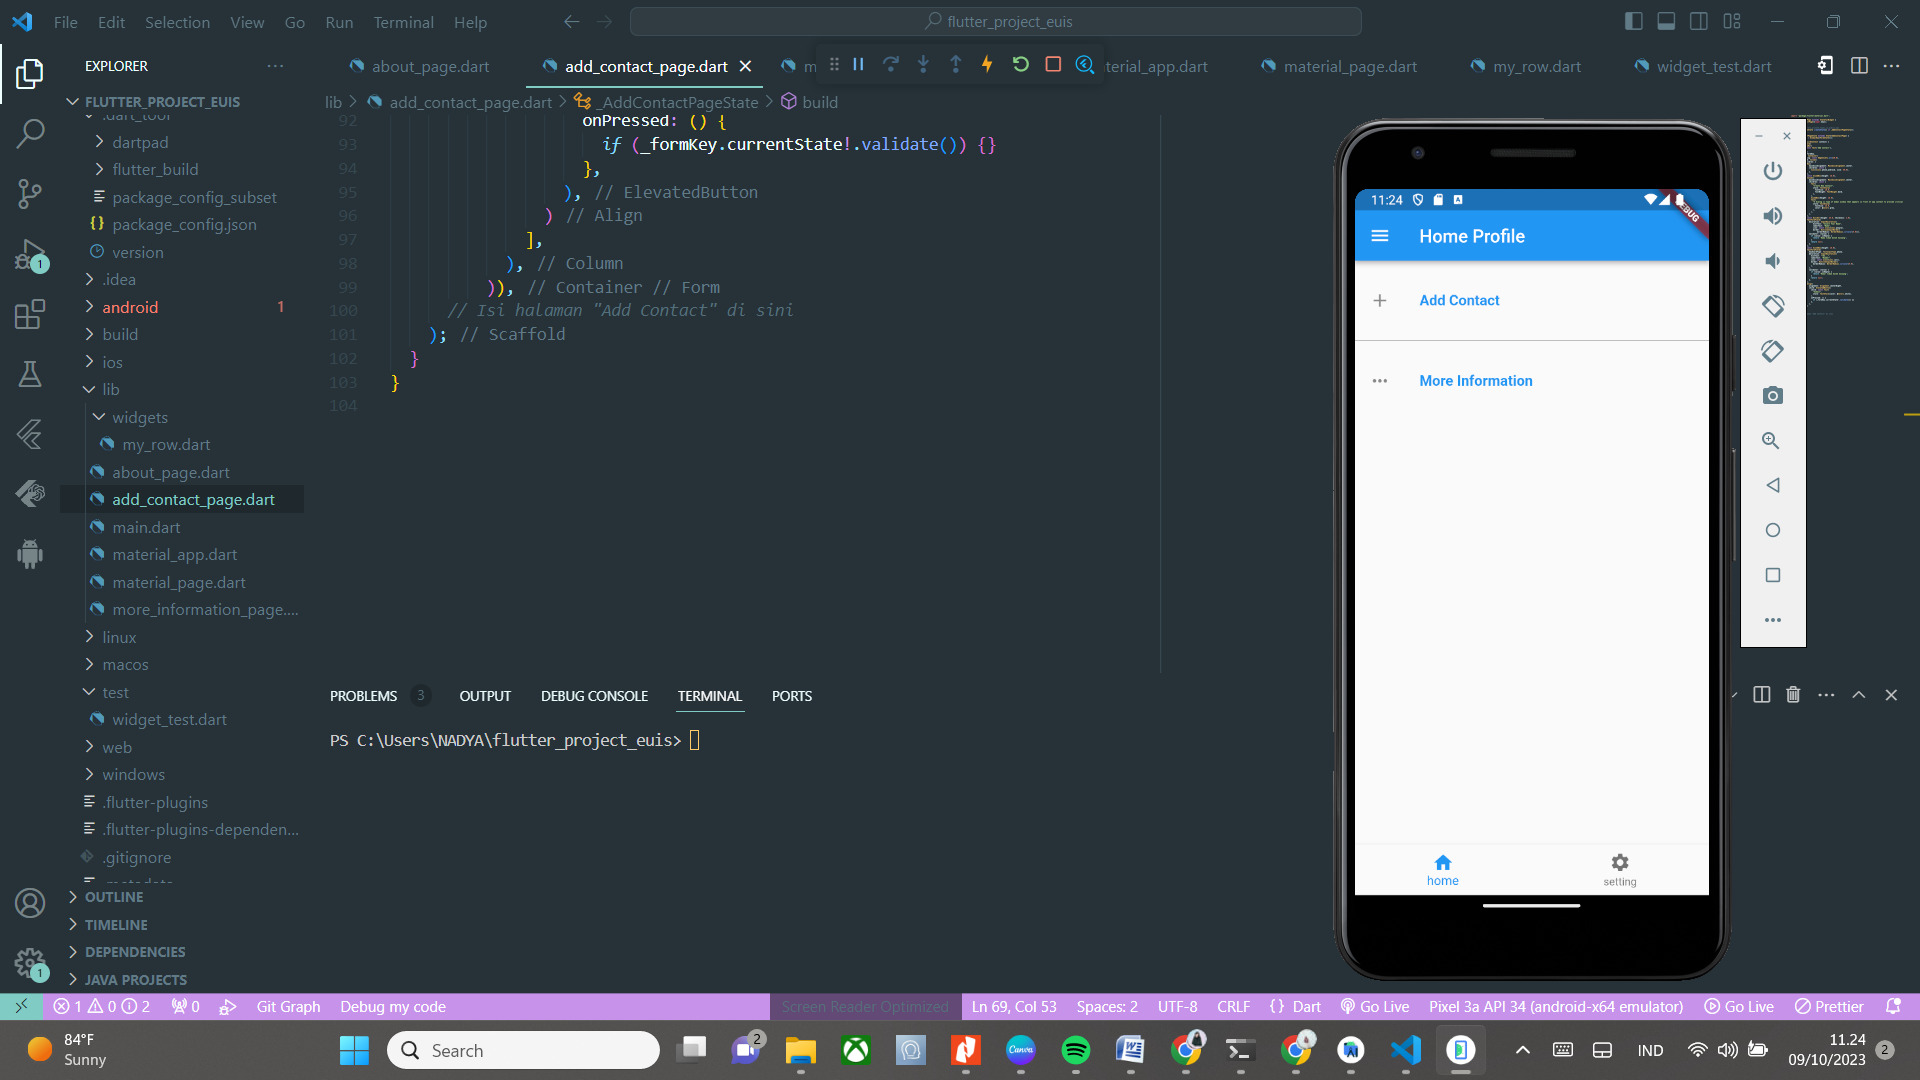 File Edit Selection View Go Run Terminal Help
flutter_project_euis
EXPLORER
about_page.dart
add_contact_page.dart
material_page.dart
my_row.dart
widget_test.dart
FLUTTER_PROJECT_EUIS
lib > add_contact_page.dart > _AddContactPageState > build
.dart_tool
dartpad
flutter_build
package_config_subset
package_config.json
version
.idea
android 1
build
ios
lib
widgets
my_row.dart
about_page.dart
add_contact_page.dart
main.dart
material_app.dart
material_page.dart
more_information_page....
linux
macos
test
widget_test.dart
web
windows
.flutter-plugins
.flutter-plugins-dependen...
.gitignore
OUTLINE
TIMELINE
DEPENDENCIES
JAVA PROJECTS
92 onPressed: () {
93 if (_formKey.currentState!.validate()) {}
94 },
95 ), // ElevatedButton
96 ) // Align
97 ],
98 ), // Column
99 )), // Container // Form
100 // Isi halaman "Add Contact" di sini
101 ); // Scaffold
102 }
103 }
104
PROBLEMS 3 OUTPUT DEBUG CONSOLE TERMINAL PORTS
PS C:\Users\NADYA\flutter_project_euis>
11:24
Home Profile
Add Contact
More Information
home
setting
1 0 2 0 Git Graph Debug my code
Screen Reader Optimized Ln 69, Col 53 Spaces: 2 UTF-8 CRLF {} Dart Go Live Pixel 3a API 34 (android-x64 emulator) Go Live Prettier
84°F
Sunny
Search
2
Canva
IND
11.24
09/10/2023
2